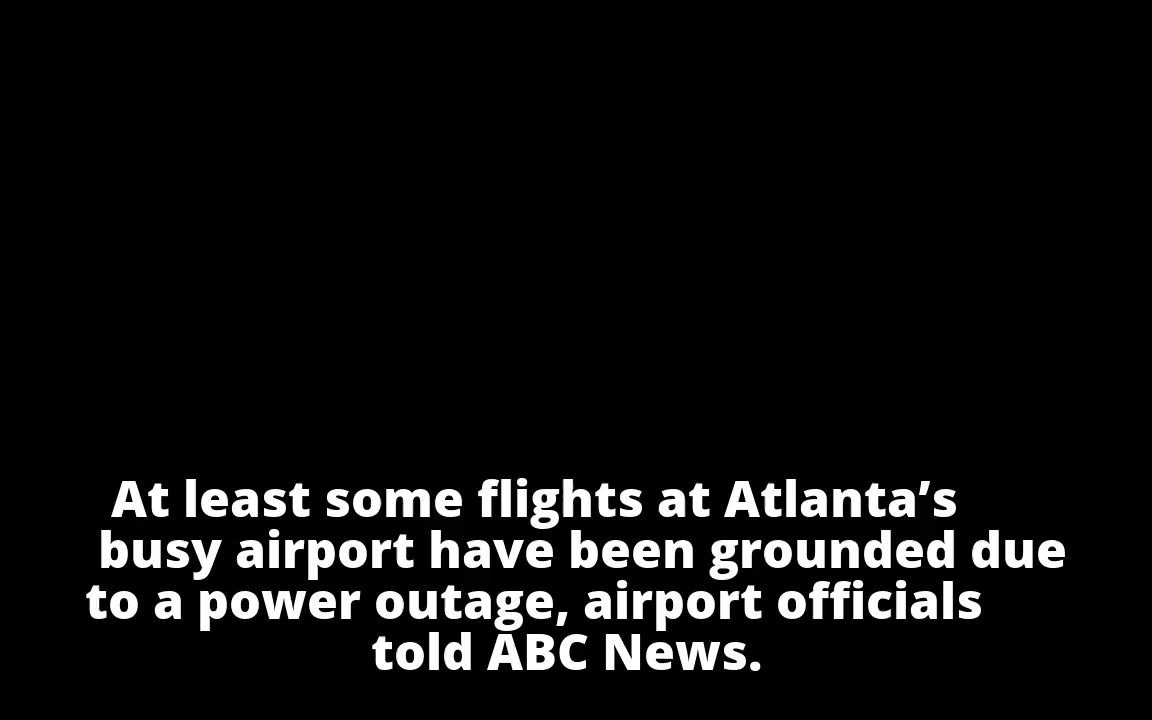 At least some flights at Atlanta’s
busy airport have been grounded due
to a power outage, airport officials
told ABC News.